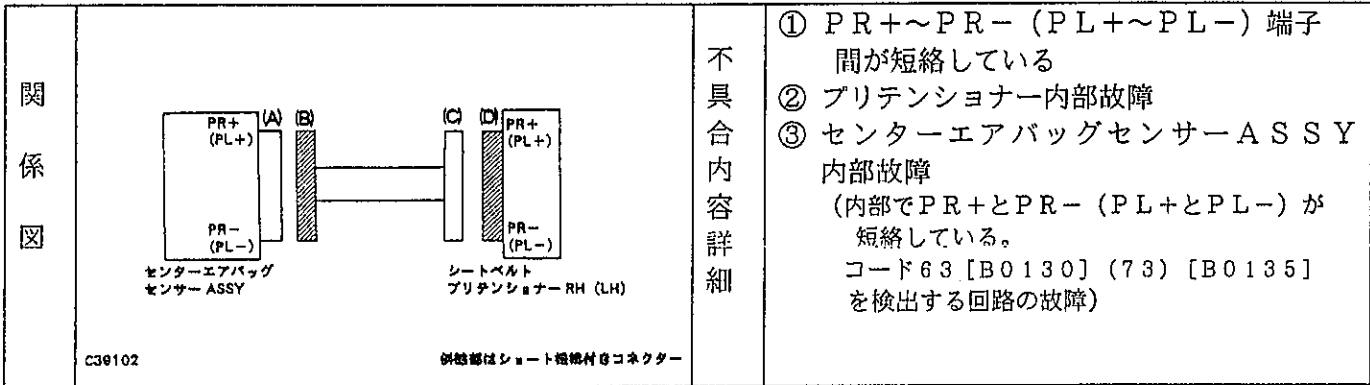 関係図
PR+
(PL+)
PR-
(PL-)
(A)
(B)
(C)
(D)
PR+
(PL+)
PR-
(PL-)
センターエアバッグ
センサー ASSY
シートベルト
プリテンショナー RH (LH)
C39102
斜線部はショート機構付きコネクター
不具合内容詳細
① PR+~PR-(PL+~PL-)端子
間が短絡している
② プリテンショナー内部故障
③ センターエアバッグセンサーASSY
内部故障
(内部でPR+とPR-(PL+とPL-)が
短絡している。
コード63[B0130](73)[B0135]
を検出する回路の故障)